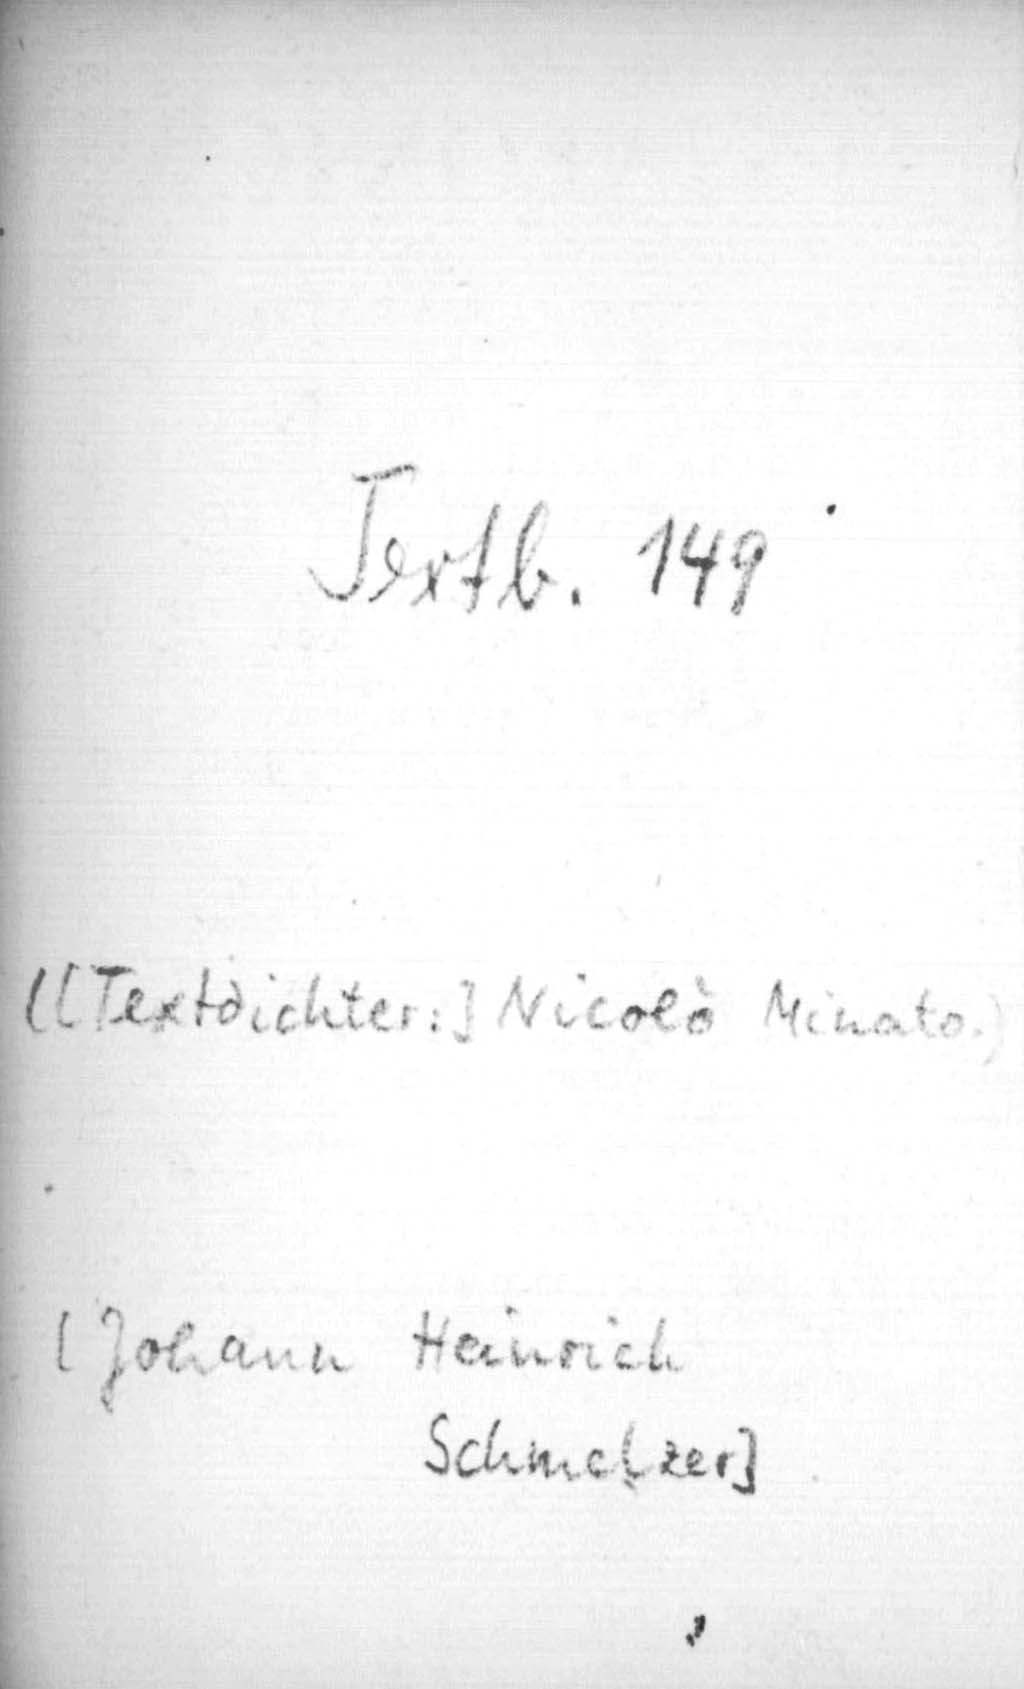 Textb. 149
([Textdichter:] Nicolò Minato.)
[Johann Heinrich
Schmelzer]